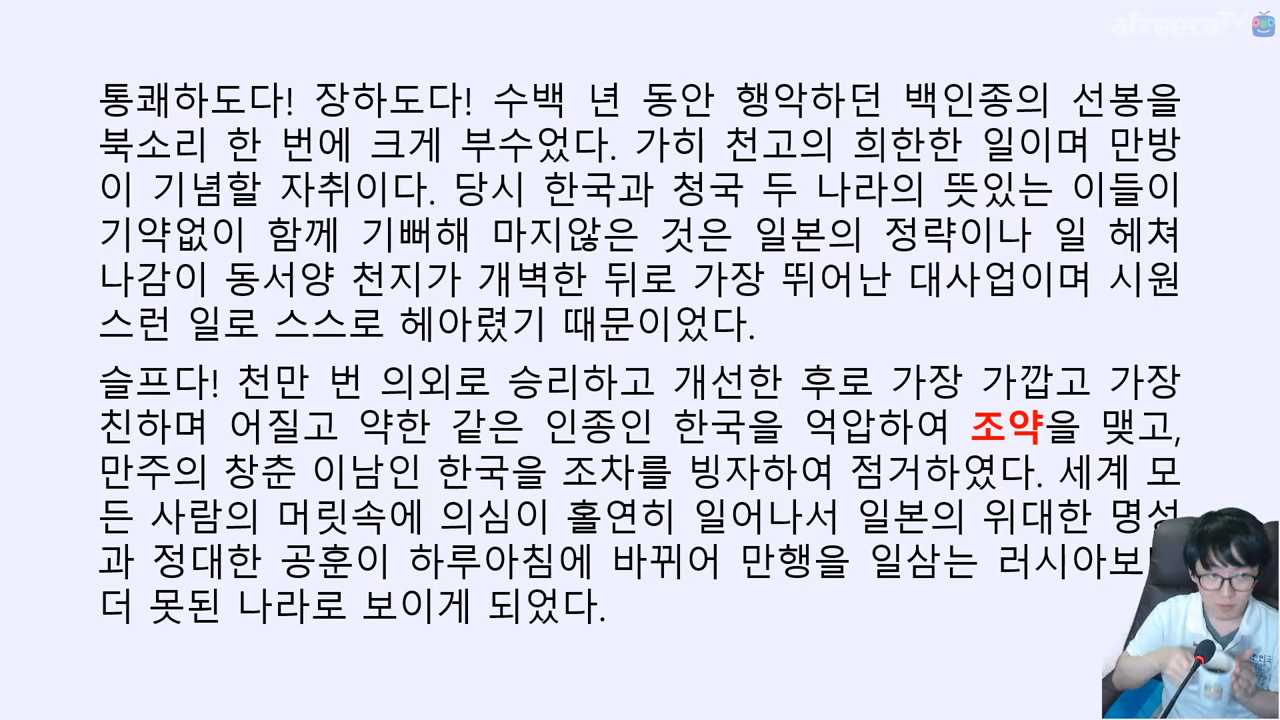 afreecaTV
통쾌하도다! 장하도다! 수백 년 동안 행악하던 백인종의 선봉을
북소리 한 번에 크게 부수었다. 가히 천고의 희한한 일이며 만방
이 기념할 자취이다. 당시 한국과 청국 두 나라의 뜻있는 이들이
기약없이 함께 기뻐해 마지않은 것은 일본의 정략이나 일 헤쳐
나감이 동서양 천지가 개벽한 뒤로 가장 뛰어난 대사업이며 시원
스런 일로 스스로 헤아렸기 때문이었다.
슬프다! 천만 번 의외로 승리하고 개선한 후로 가장 가깝고 가장
친하며 어질고 약한 같은 인종인 한국을 억압하여 조약을 맺고,
만주의 창춘 이남인 한국을 조차를 빙자하여 점거하였다. 세계 모
든 사람의 머릿속에 의심이 홀연히 일어나서 일본의 위대한 명성
과 정대한 공훈이 하루아침에 바뀌어 만행을 일삼는
더 못된 나라로 보이게 되었다.